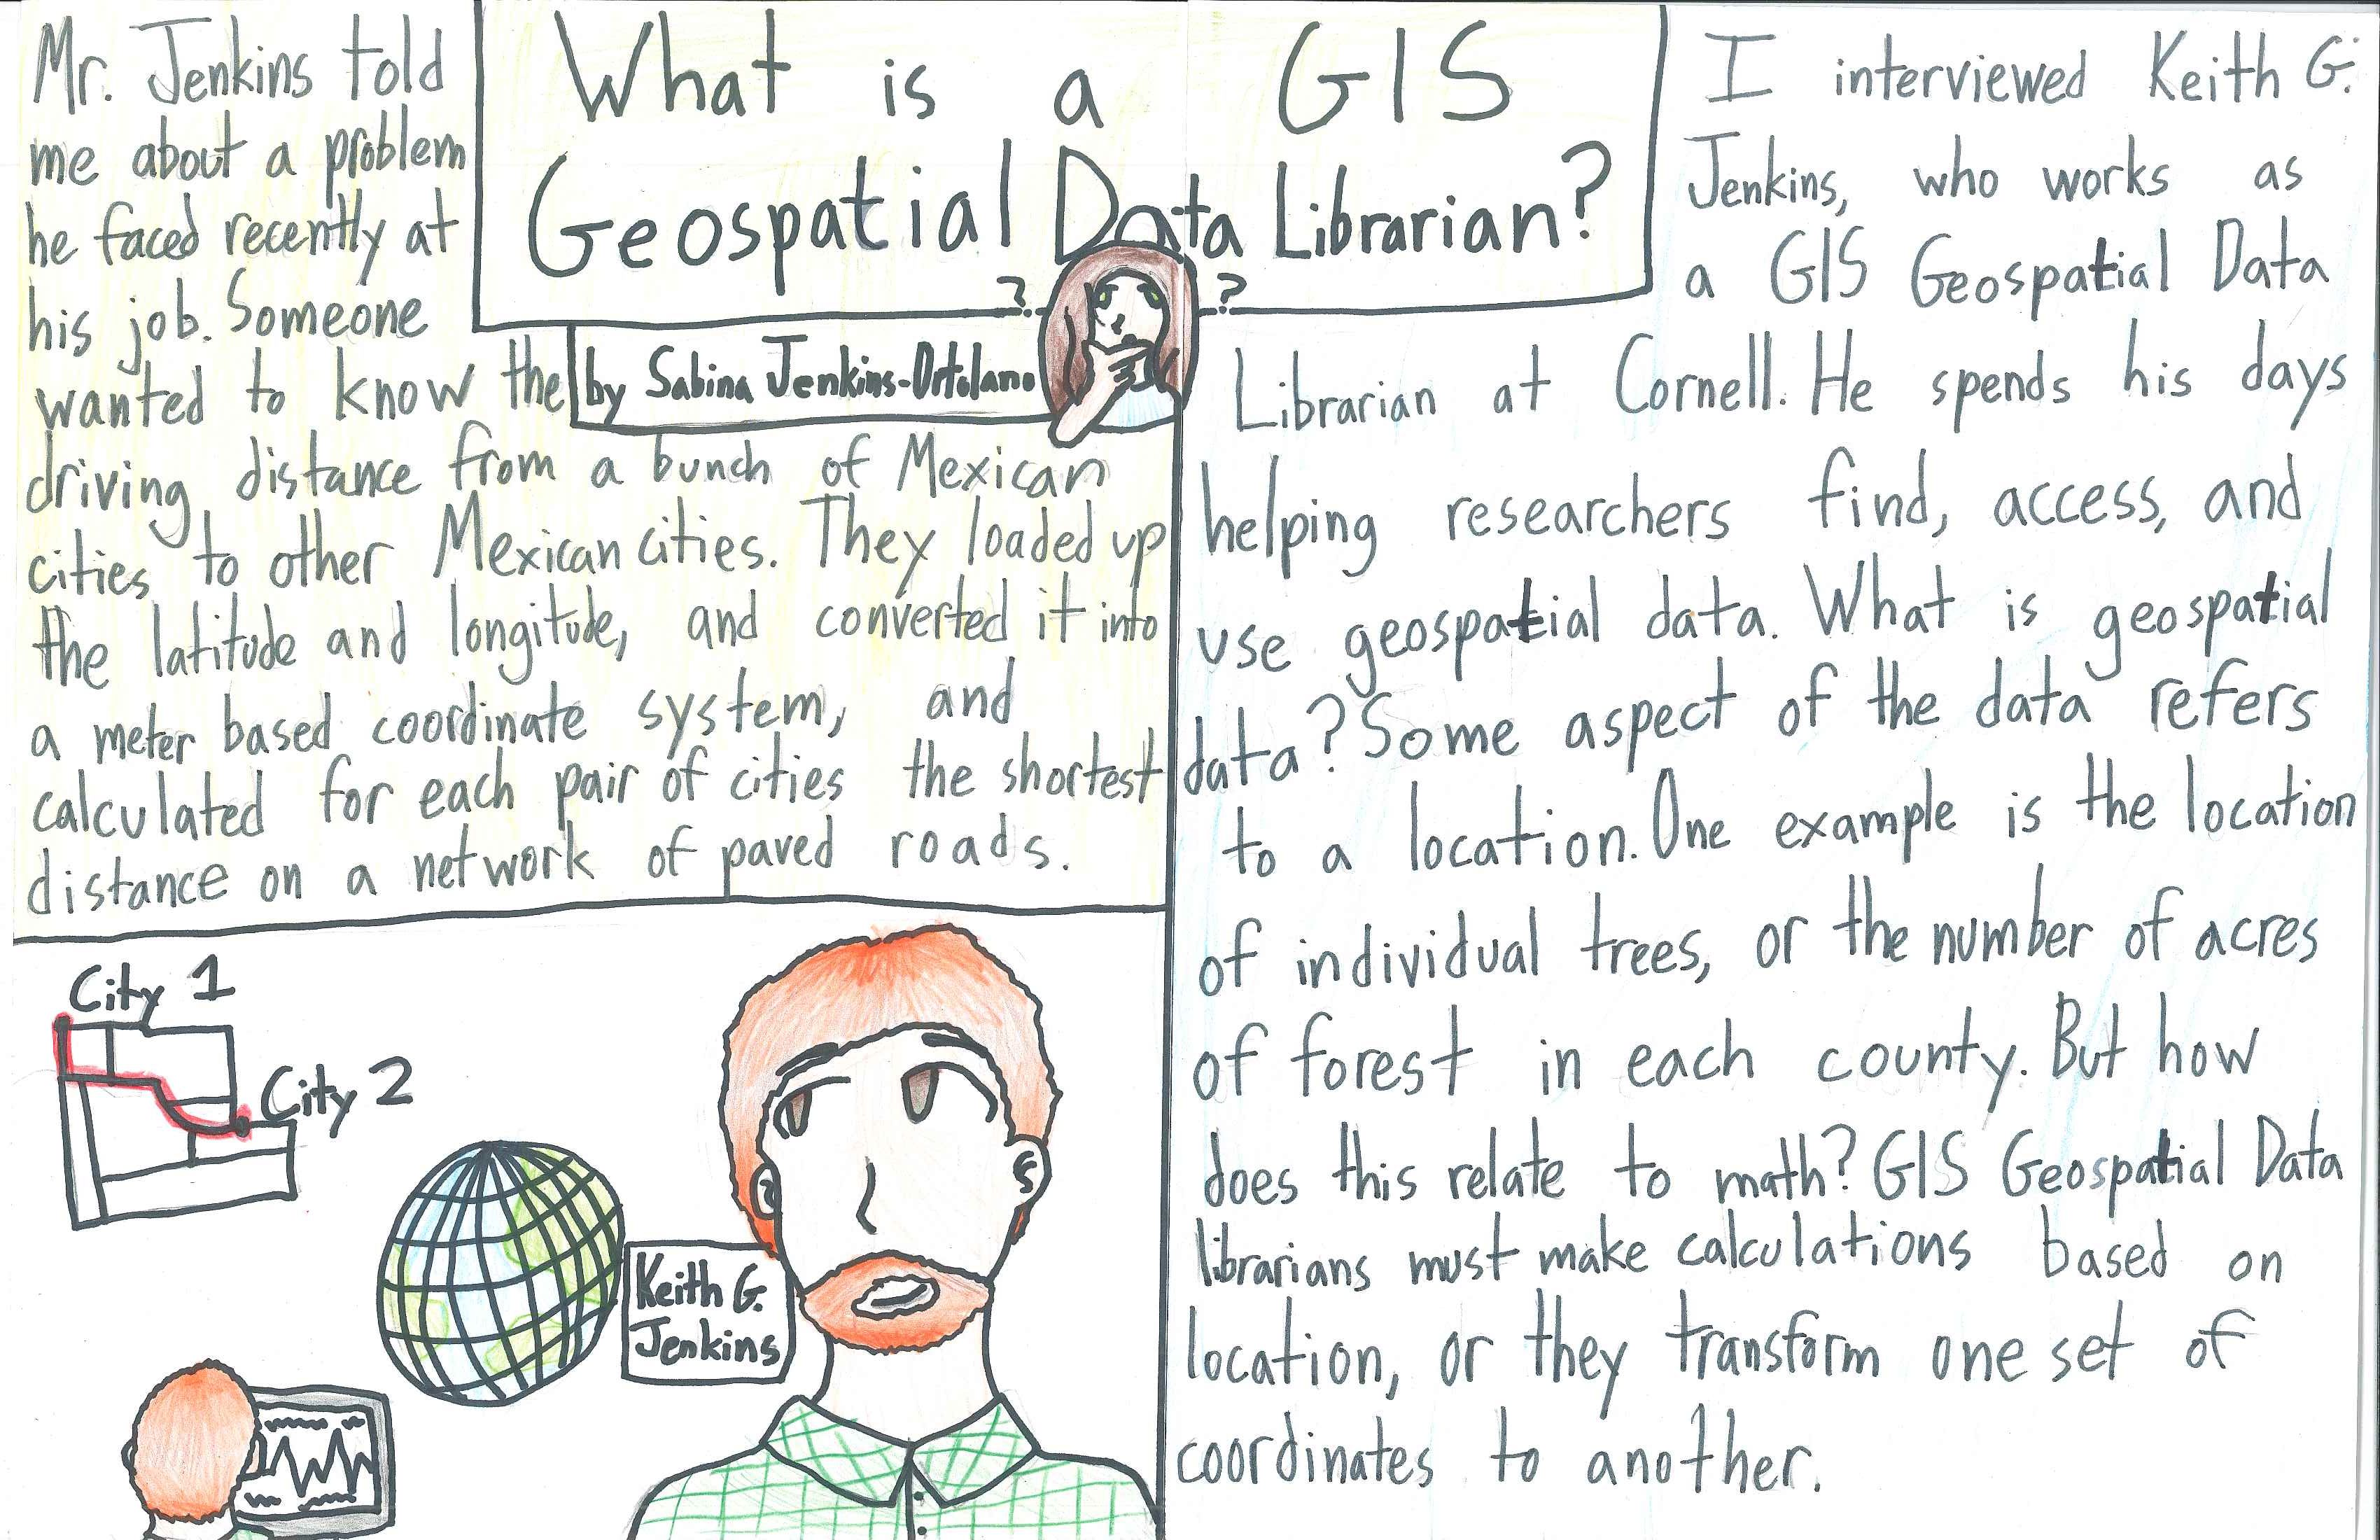 What is a GIS
Geospatial Data Librarian?
? ?
by Sabina Jenkins-Ortolano
Mr. Jenkins told
me about a problem
he faced recently at
his job. Someone
wanted to know the
driving distance from a bunch of Mexican
cities to other Mexican cities. They loaded up
the latitude and longitude, and converted it into
a meter based coordinate system, and
calculated for each pair of cities the shortest
distance on a network of paved roads.
City 1
City 2
Keith G.
Jenkins
I interviewed Keith G.
Jenkins, who works as
a GIS Geospatial Data
Librarian at Cornell. He spends his days
helping researchers find, access, and
use geospatial data. What is geospatial
data? Some aspect of the data refers
to a location. One example is the location
of individual trees, or the number of acres
of forest in each county. But how
does this relate to math? GIS Geospatial Data
librarians must make calculations based on
location, or they transform one set of
coordinates to another.